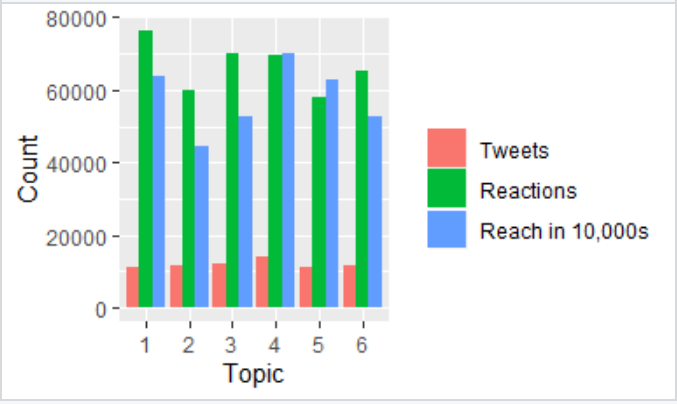 80000
60000
40000
20000
0
Count
1 2 3 4 5 6
Topic
Tweets
Reactions
Reach in 10,000s